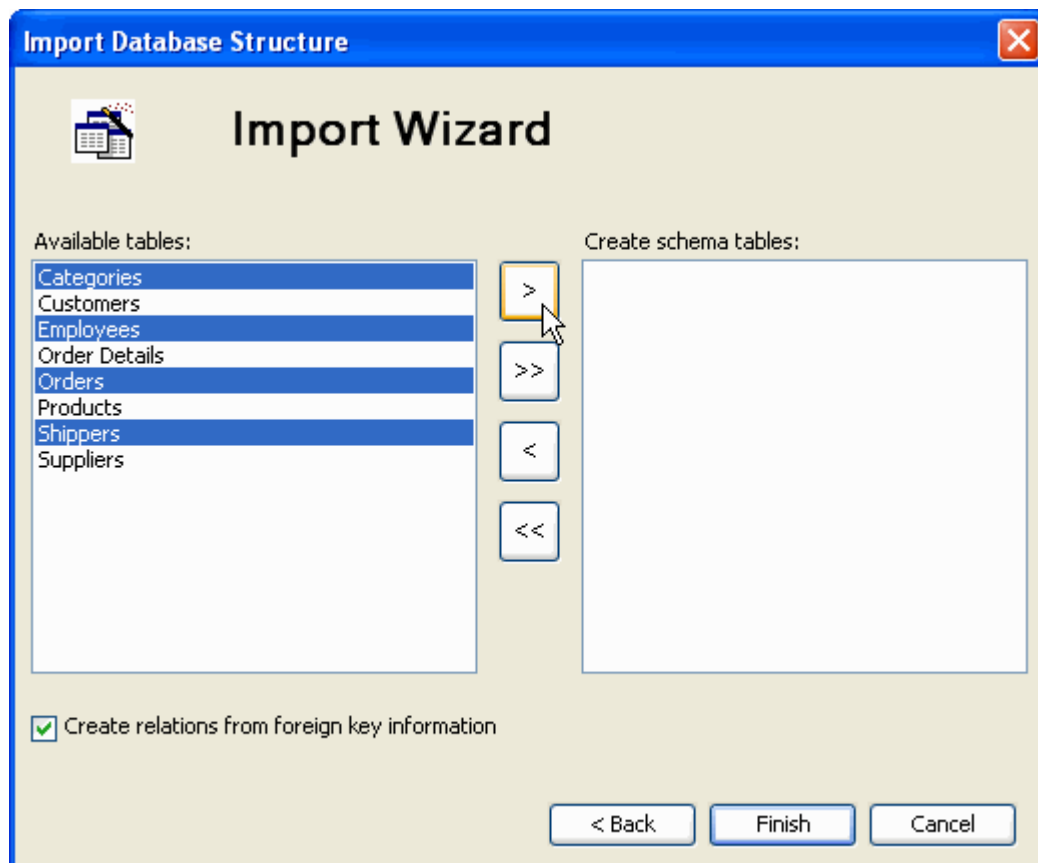 Import Database Structure
Import Wizard
Available tables:
Categories
Customers
Employees
Order Details
Orders
Products
Shippers
Suppliers
>
>>
<
<<
Create schema tables:
Create relations from foreign key information
< Back
Finish
Cancel